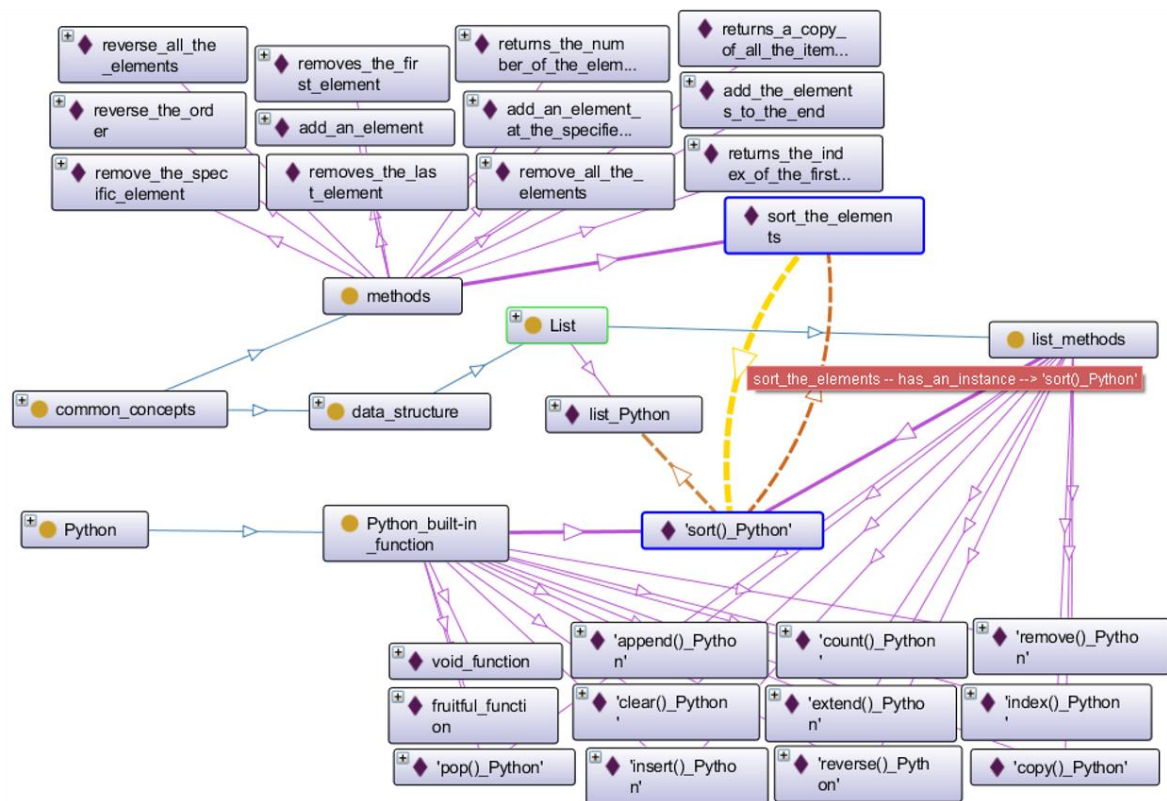 reverse_all_the
_elements
removes_the_fir
st_element
returns_the_num
ber_of_the_elem...
returns_a_copy_
of_all_the_item...
reverse_the_ord
er
add_an_element
add_an_element_
at_the_specifie...
add_the_element
s_to_the_end
remove_the_spec
ific_element
removes_the_las
t_element
remove_all_the_
elements
returns_the_ind
ex_of_the_first...
sort_the_elemen
ts
methods
List
list_methods
sort_the_elements -- has_an_instance --> 'sort()_Python'
common_concepts
data_structure
list_Python
Python
Python_built-in
_function
'sort()_Python'
void_function
'append()_Pytho
n'
'count()_Python
'
'remove()_Pytho
n'
fruitful_functi
on
'clear()_Python
'
'extend()_Pytho
n'
'index()_Python
'
'pop()_Python'
'insert()_Pytho
n'
'reverse()_Pyth
on'
'copy()_Python'